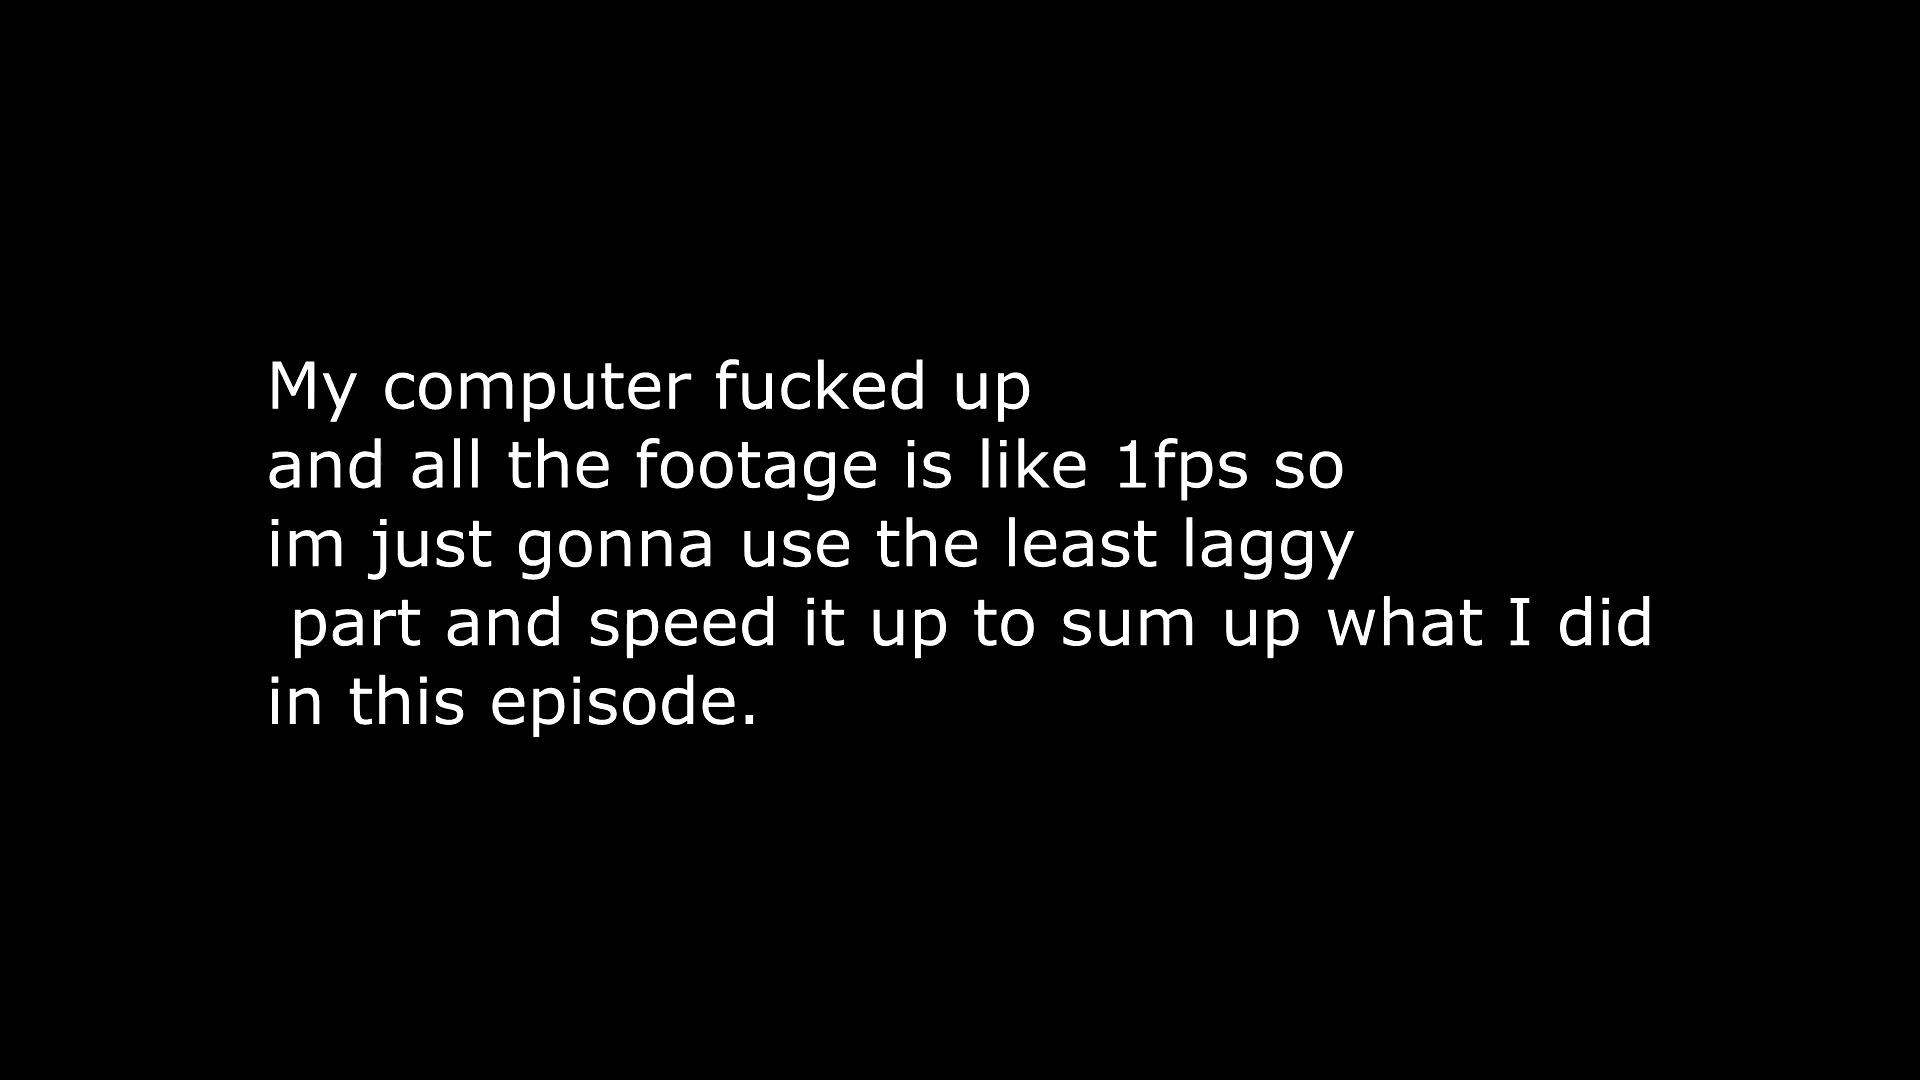 My computer fucked up
and all the footage is like 1fps so
im just gonna use the least laggy
part and speed it up to sum up what I did
in this episode.